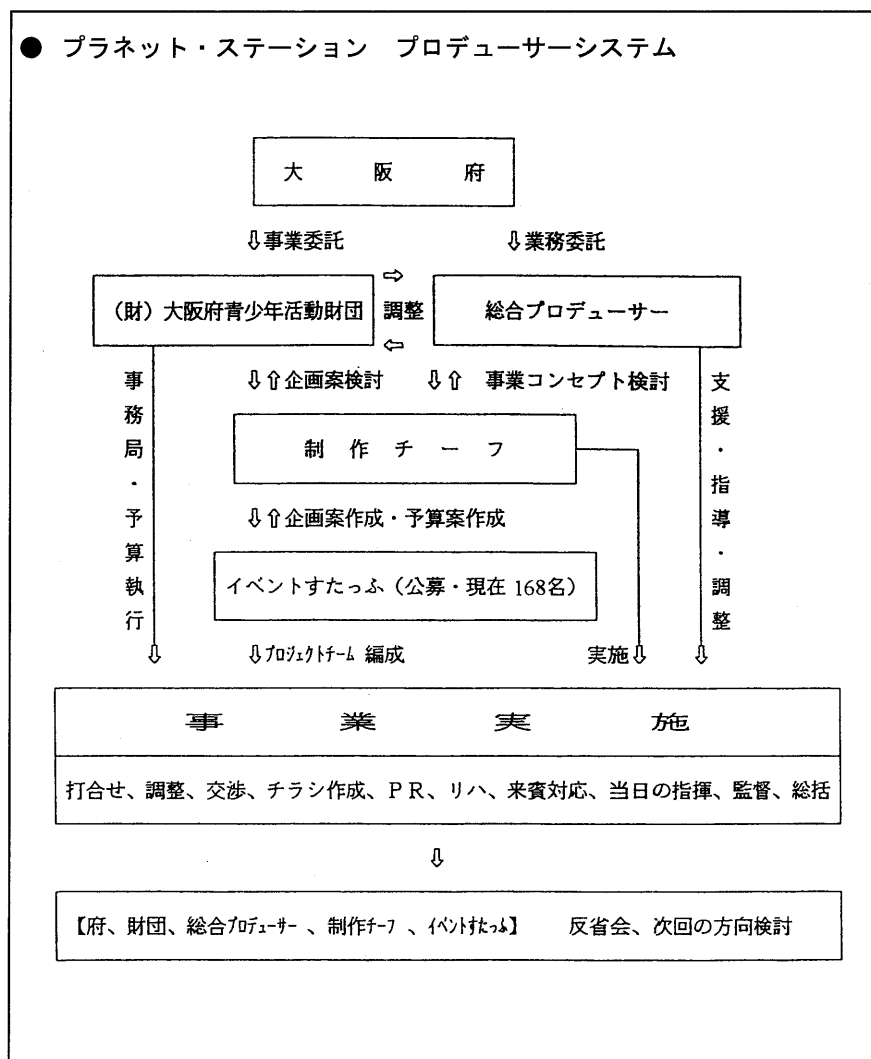 ● プラネット・ステーション　プロデューサーシステム
大　阪　府
⇩事業委託　⇩業務委託
⇨
（財）大阪府青少年活動財団　調整　総合プロデューサー
⇦
⇩⇧企画案検討　⇩⇧　事業コンセプト検討
事務局・予算執行
支援・指導・調整
制　作　チ　ー　フ
⇩⇧企画案作成・予算案作成
イベントすたっふ（公募・現在 168名）
⇩　⇩プロジェクトチーム 編成　実施⇩　⇩
事　業　実　施
打合せ、調整、交渉、チラシ作成、ＰＲ、リハ、来賓対応、当日の指揮、監督、総括
⇩
【府、財団、総合プロデューサー 、制作チーフ 、イベントすたっふ】　反省会、次回の方向検討